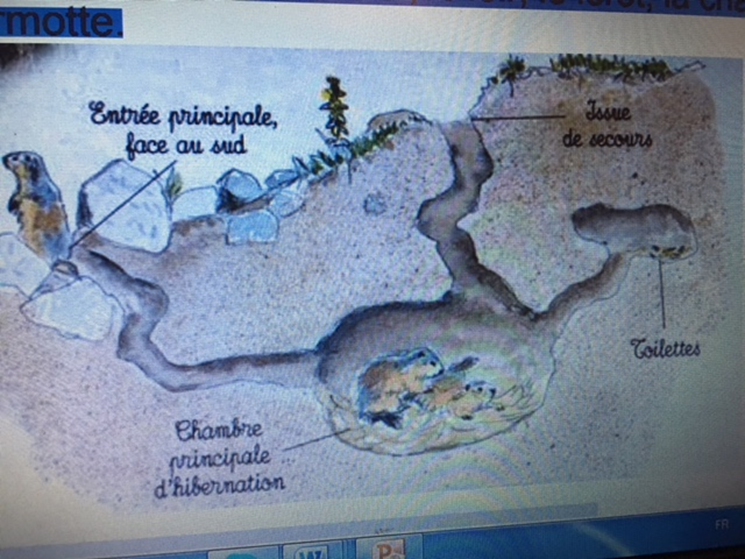 rmotte.
Entrée principale,
face au sud
Issue
de secours
Toilettes
Chambre
principale
d'hibernation
FR